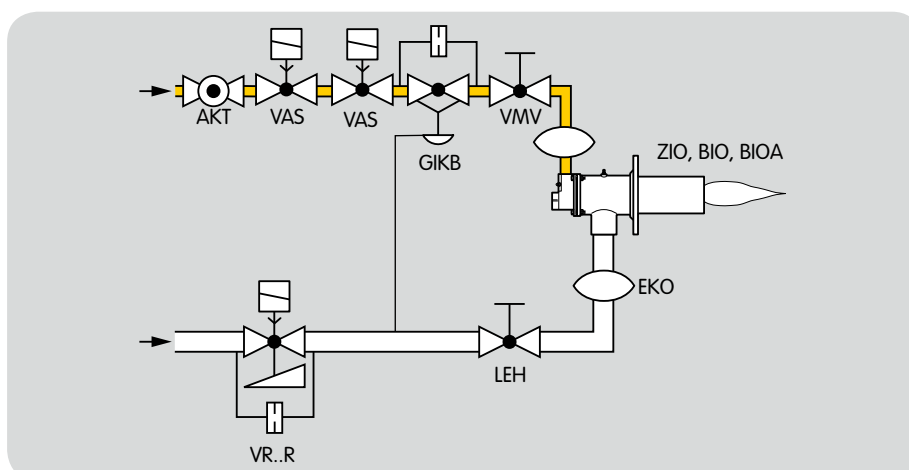 AKT
VAS
VAS
GIKB
VMV
ZIO, BIO, BIOA
EKO
LEH
VR..R